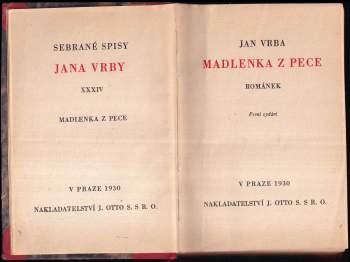 SEBRANÉ SPISY
JANA VRBY
XXXIV
MADLENKA Z PECE
V PRAZE 1930
NAKLADATELSTVÍ J. OTTO S. S R. O.
JAN VRBA
MADLENKA Z PECE
ROMÁNEK
První vydání
V PRAZE 1930
NAKLADATELSTVÍ J. OTTO S. S R. O.